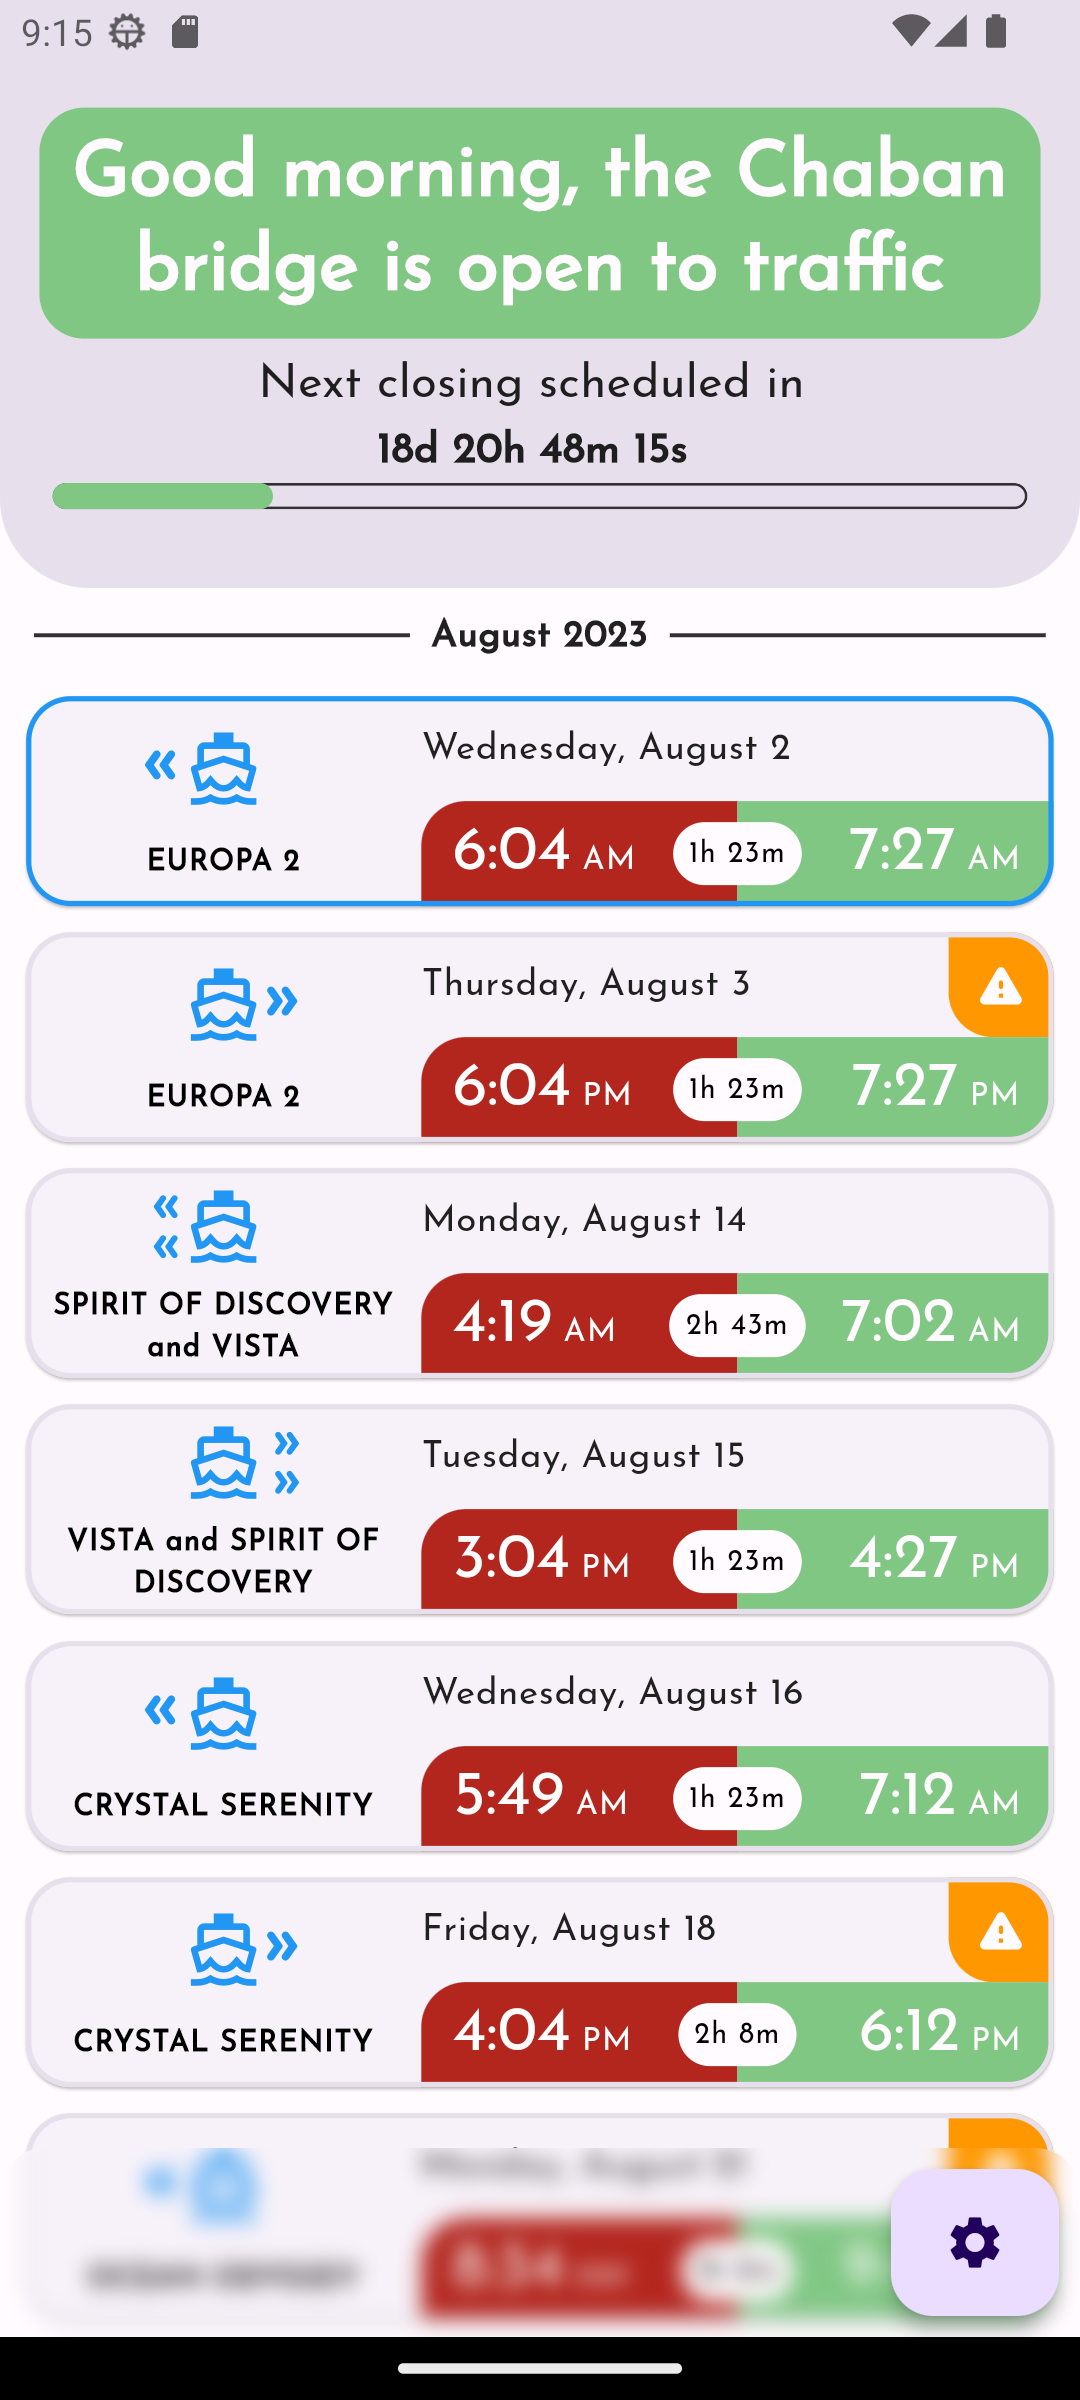 9:15
Good morning, the Chaban
bridge is open to traffic
Next closing scheduled in
18d 20h 48m 15s
August 2023
Wednesday, August 2
EUROPA 2
6:04 AM 1h 23m 7:27 AM
Thursday, August 3
EUROPA 2
6:04 PM 1h 23m 7:27 PM
Monday, August 14
SPIRIT OF DISCOVERY
and VISTA
4:19 AM 2h 43m 7:02 AM
Tuesday, August 15
VISTA and SPIRIT OF
DISCOVERY
3:04 PM 1h 23m 4:27 PM
Wednesday, August 16
CRYSTAL SERENITY
5:49 AM 1h 23m 7:12 AM
Friday, August 18
CRYSTAL SERENITY
4:04 PM 2h 8m 6:12 PM
Monday, August